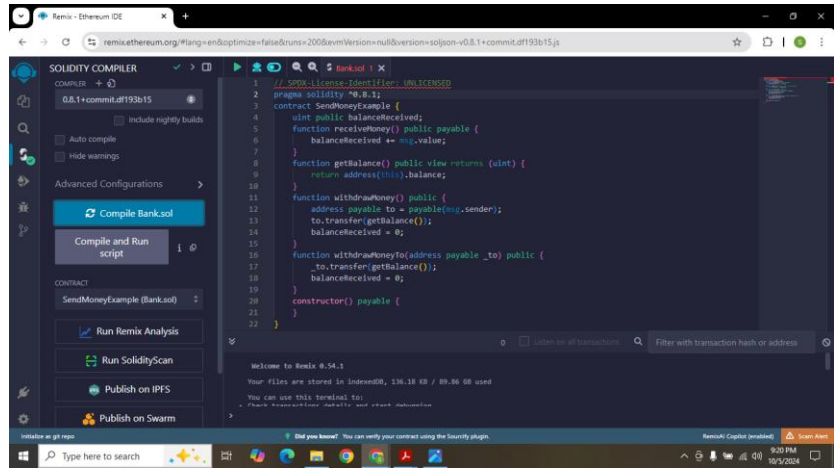 Remix - Ethereum IDE
remix.ethereum.org/#lang=en&optimize=false&runs=200&evmVersion=null&version=soljson-v0.8.1+commit.df193b15.js
SOLIDITY COMPILER
COMPILER
0.8.1+commit.df193b15
Include nightly builds
Auto compile
Hide warnings
Advanced Configurations
Compile Bank.sol
Compile and Run
script
CONTRACT
SendMoneyExample (Bank.sol)
Run Remix Analysis
Run SolidityScan
Publish on IPFS
Publish on Swarm
Bank.sol 1
1 // SPDX-License-Identifier: UNLICENSED
2 pragma solidity ^0.8.1;
3 contract SendMoneyExample {
4 uint public balanceReceived;
5 function receiveMoney() public payable {
6 balanceReceived += msg.value;
7 }
8 function getBalance() public view returns (uint) {
9 return address(this).balance;
10 }
11 function withdrawMoney() public {
12 address payable to = payable(msg.sender);
13 to.transfer(getBalance());
14 balanceReceived = 0;
15 }
16 function withdrawMoneyTo(address payable _to) public {
17 _to.transfer(getBalance());
18 balanceReceived = 0;
19 }
20 constructor() payable {
21 }
22 }
0 Listen on all transactions Filter with transaction hash or address
Welcome to Remix 0.54.1
Your files are stored in indexedDB, 136.18 KB / 89.86 GB used
You can use this terminal to:
Check transactions details and start debugging
Initialize as git repo
Did you know? You can verify your contract using the Sourcify plugin.
RemixAI Copilot (enabled)
Scam Alert
Type here to search
9:20 PM
10/5/2024